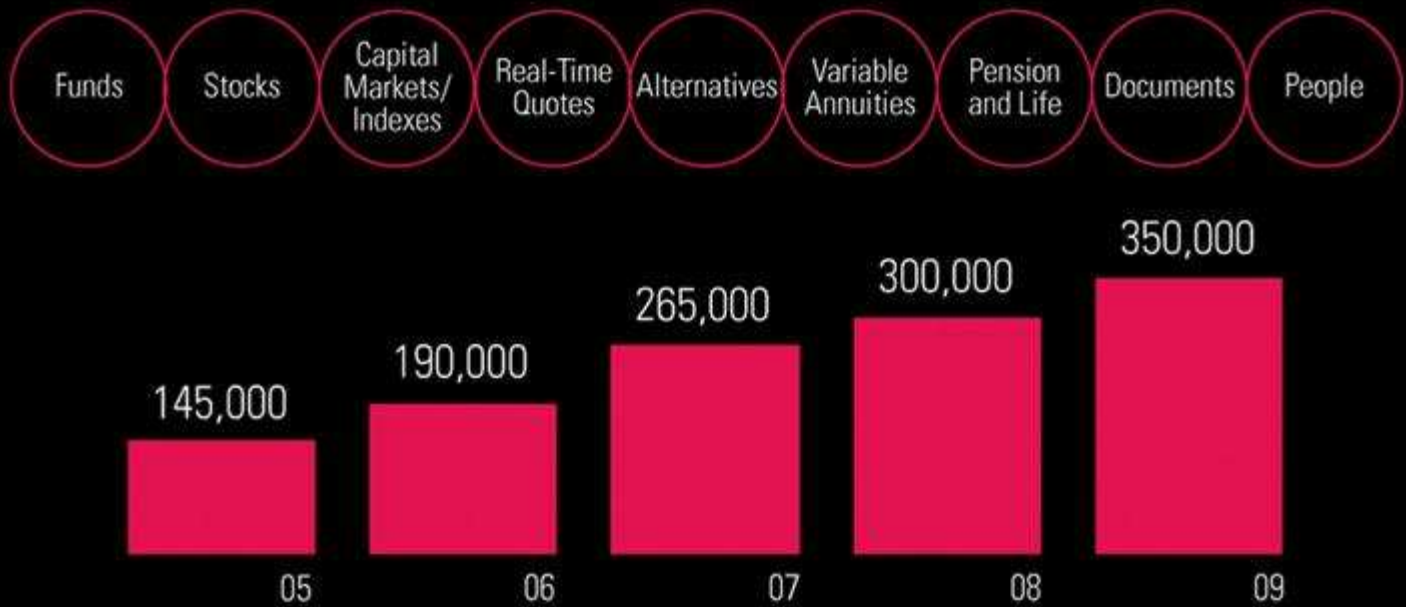 Funds
Stocks
Capital
Markets/
Indexes
Real-Time
Quotes
Alternatives
Variable
Annuities
Pension
and Life
Documents
People
145,000
190,000
265,000
300,000
350,000
05
06
07
08
09